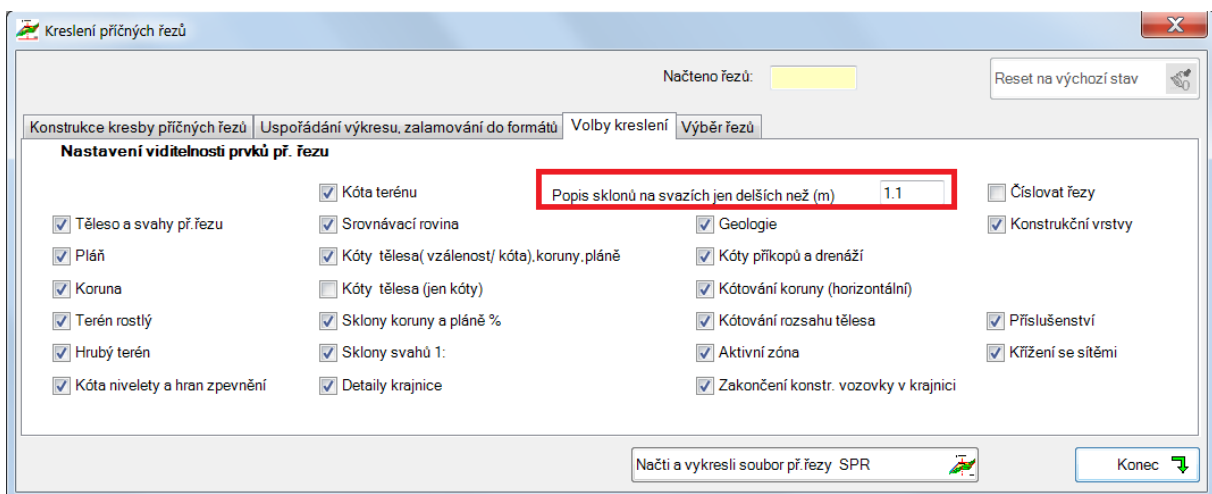 Kreslení příčných řezů
Načteno řezů:
Reset na výchozí stav
Konstrukce kresby příčných řezů Uspořádání výkresu, zalamování do formátů Volby kreslení Výběr řezů
Nastavení viditelnosti prvků př. řezu
Kóta terénu Popis sklonů na svazích jen delších než (m) 1.1 Číslovat řezy
Těleso a svahy př.řezu Srovnávací rovina Geologie Konstrukční vrstvy
Pláň Kóty tělesa( vzálenost/ kóta),koruny,pláně Kóty příkopů a drenáží
Koruna Kóty tělesa (jen kóty) Kótování koruny (horizontální)
Terén rostlý Sklony koruny a pláně % Kótování rozsahu tělesa Příslušenství
Hrubý terén Sklony svahů 1: Aktivní zóna Křížení se sítěmi
Kóta nivelety a hran zpevnění Detaily krajnice Zakončení konstr. vozovky v krajnici
Načti a vykresli soubor př.řezy SPR Konec